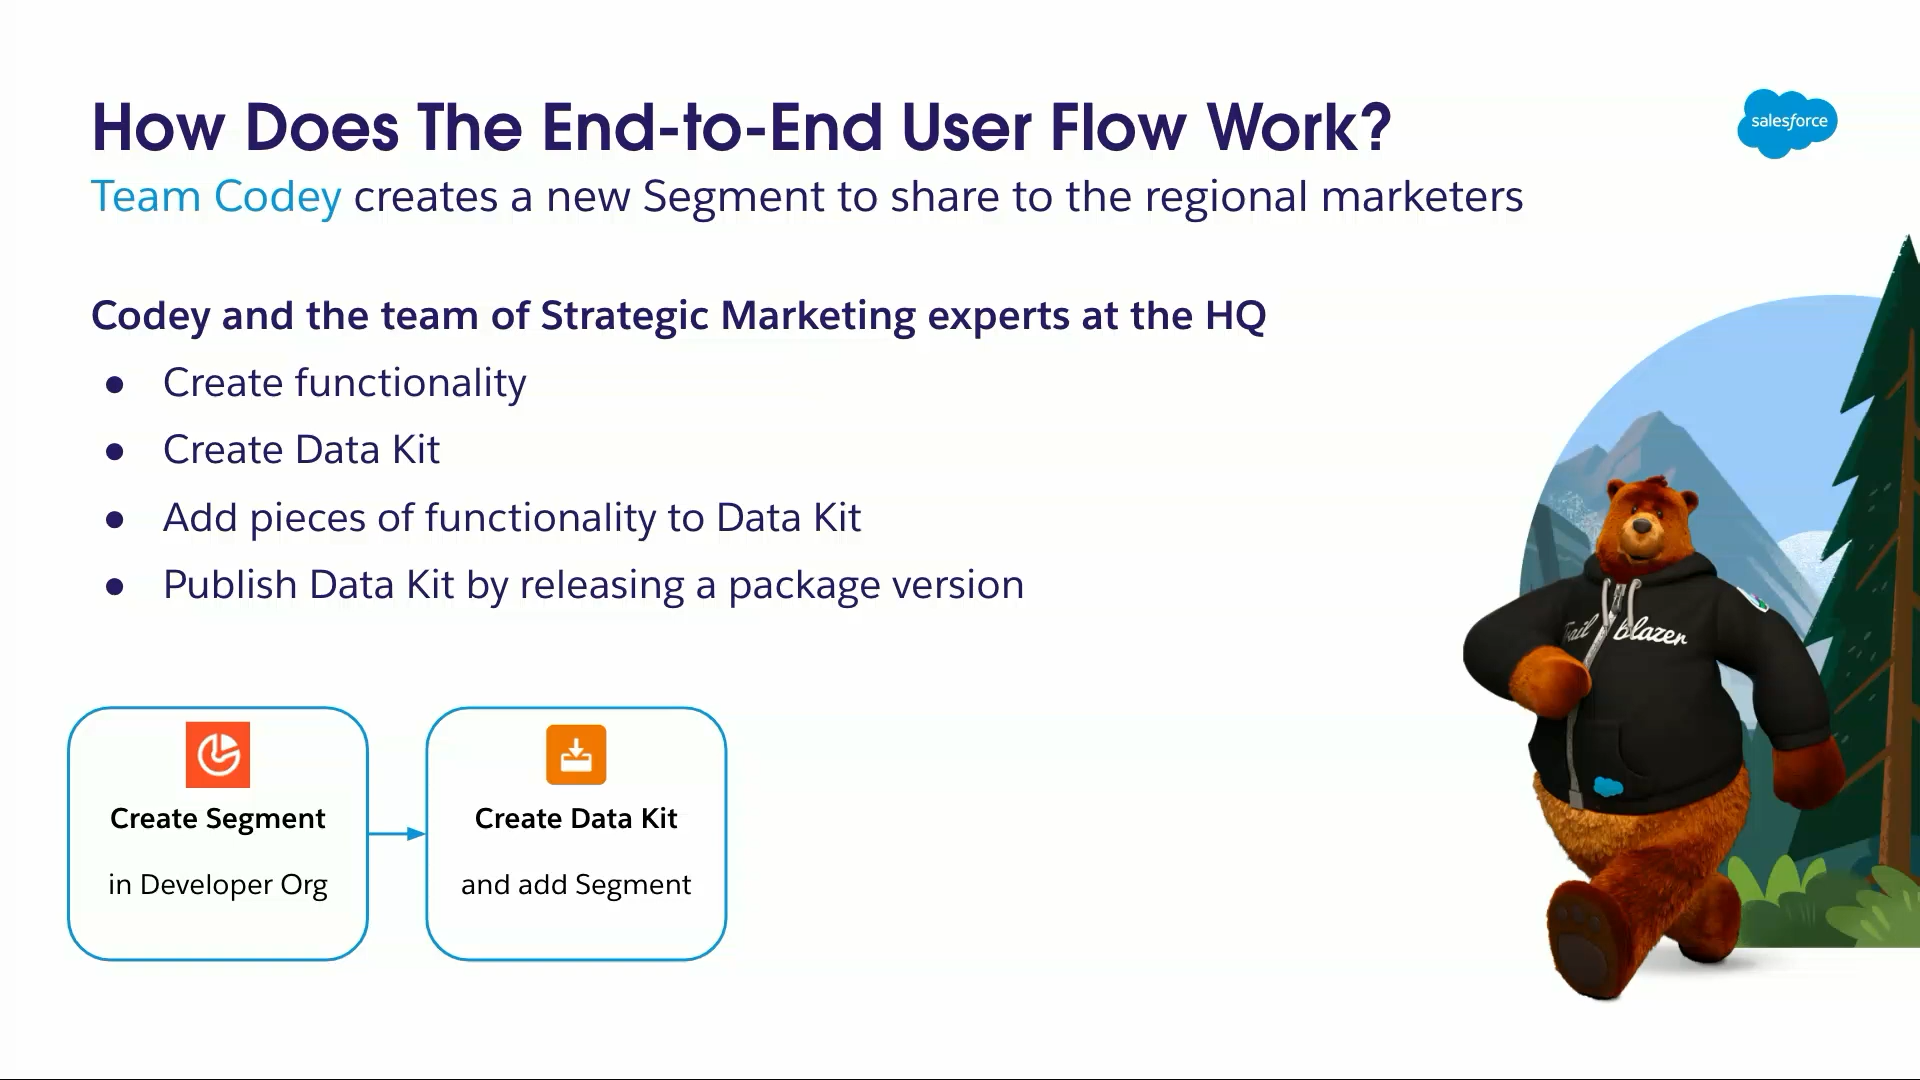 How Does The End-to-End User Flow Work?
salesforce
Team Codey creates a new Segment to share to the regional marketers
Codey and the team of Strategic Marketing experts at the HQ
● Create functionality
● Create Data Kit
● Add pieces of functionality to Data Kit
● Publish Data Kit by releasing a package version
Trail blazer
Create Segment
in Developer Org
Create Data Kit
and add Segment